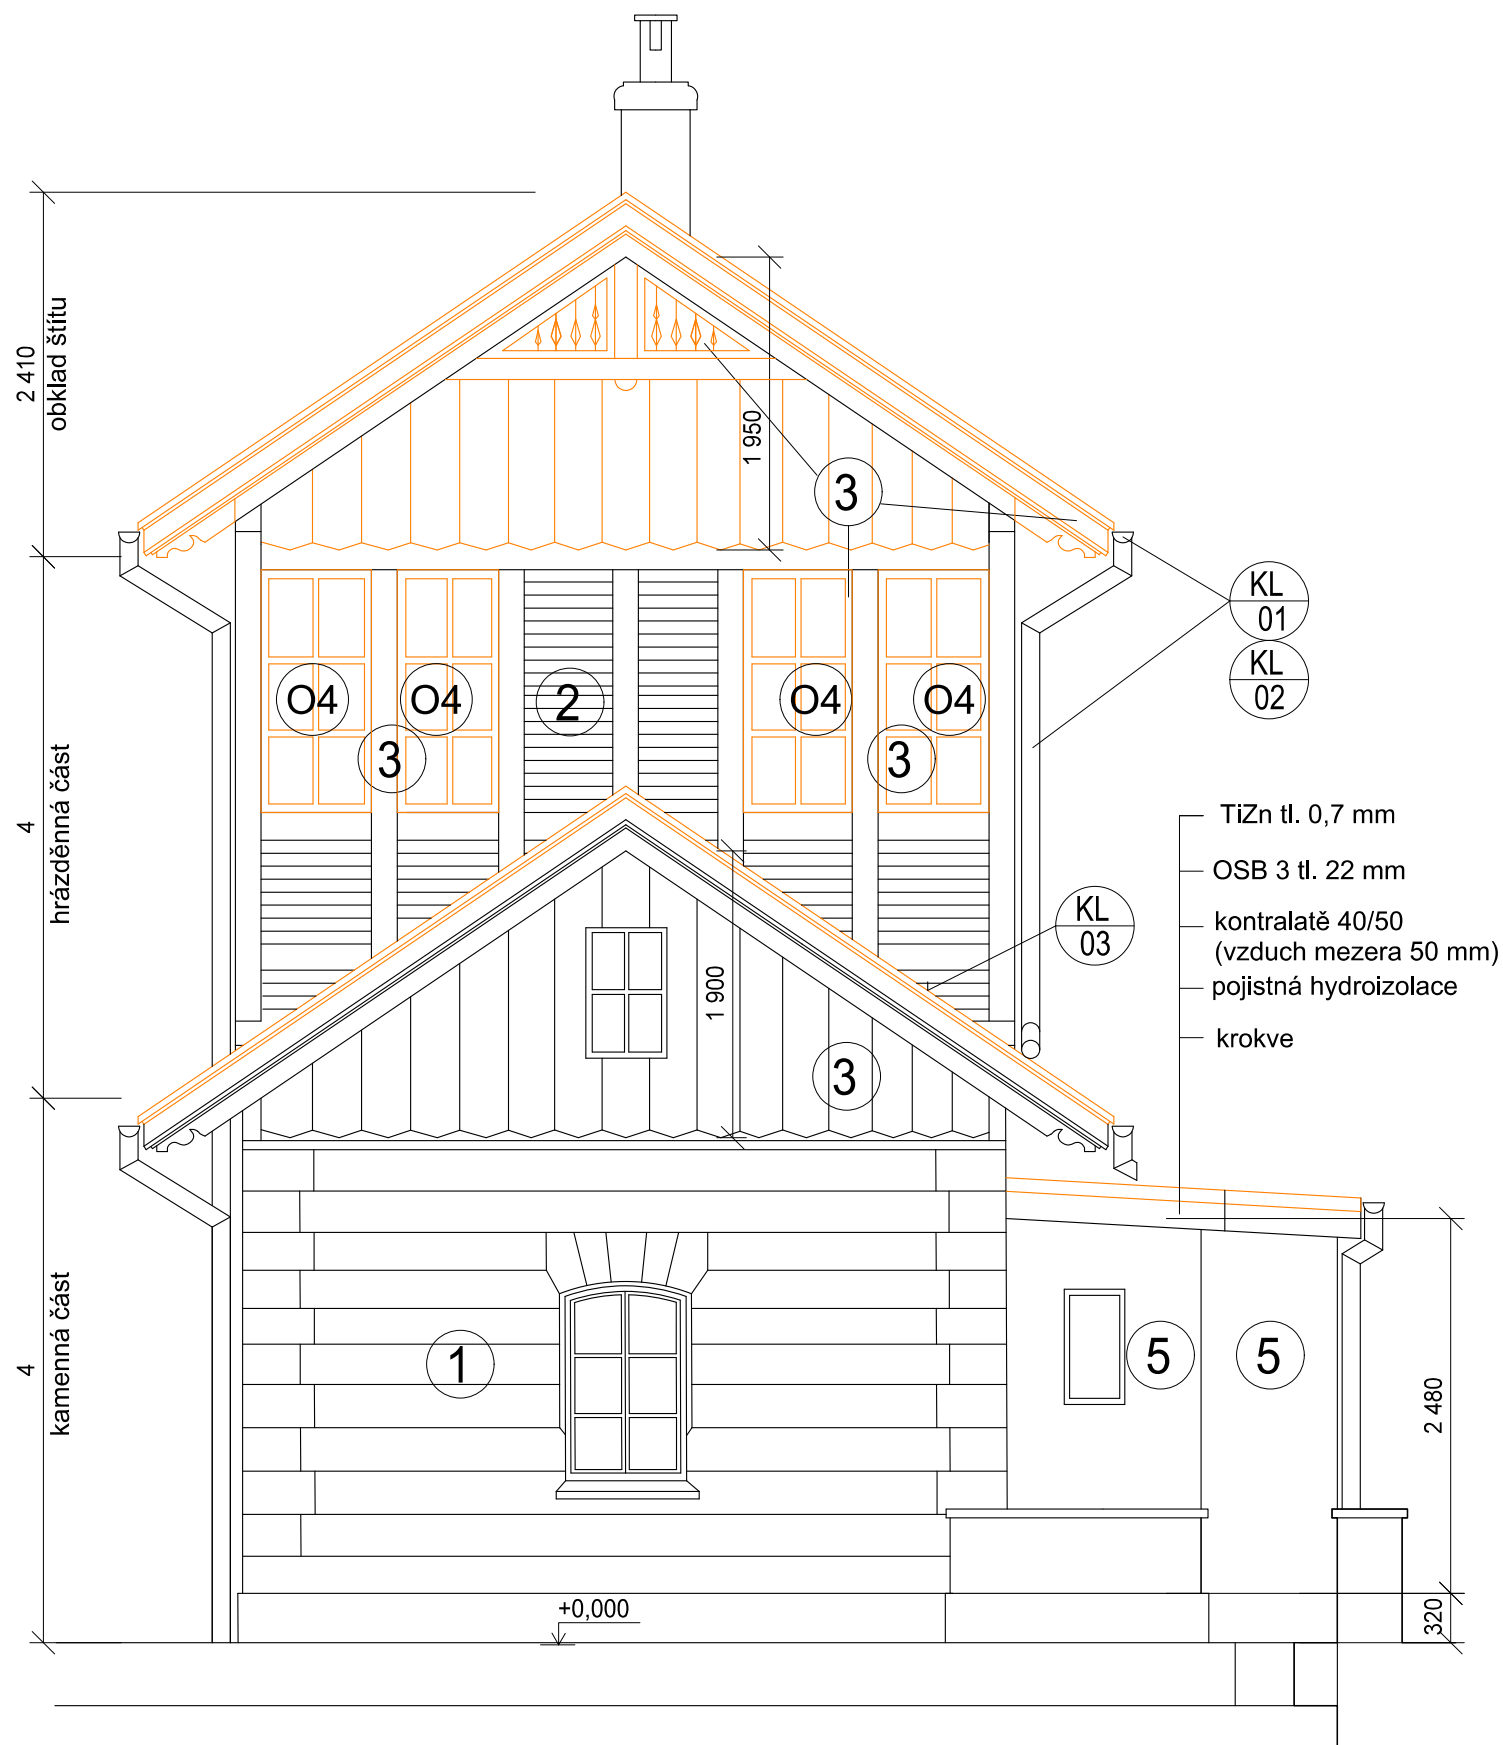 2 410
obklad štítu
1 950
3
KL
01
KL
02
O4
O4
2
O4
O4
3
3
4
hrázděnná část
TiZn tl. 0,7 mm
OSB 3 tl. 22 mm
kontralatě 40/50
(vzduch mezera 50 mm)
pojistná hydroizolace
krokve
KL
03
1 900
3
4
kamenná část
1
5
5
2 480
+0,000
320